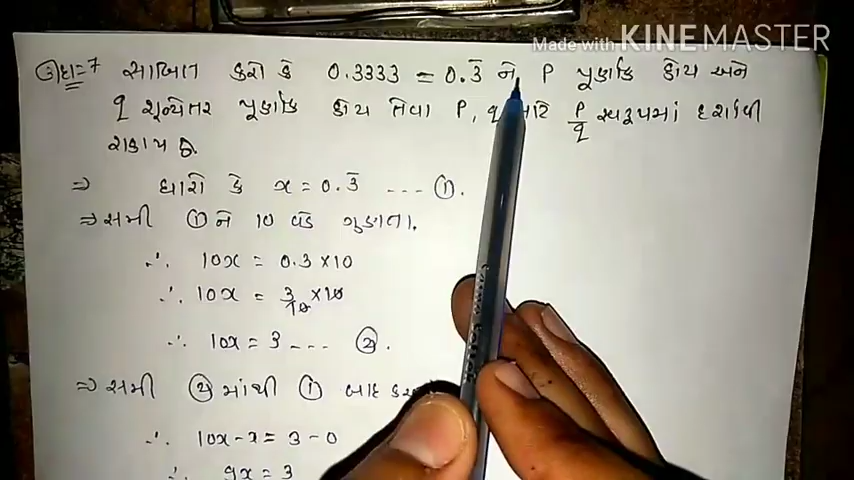 Made with KINEMASTER
ઉદા=7 સાબિત કરો કે 0.3333 = 0.3̅ ને P પૂર્ણાંક હોય અને
q શૂન્યેતર પૂર્ણાંક હોય તેવા P, q માટે P/q સ્વરૂપમાં દર્શાવી
શકાય છે.
⇒ ધારો કે x = 0.3̅ --- ①.
⇒ સમી ① ને 10 વડે ગુણતા.
∴ 10x = 0.3 × 10
∴ 10x = 3/10 × 10
∴ 10x = 3 --- ②.
⇒ સમી ② માંથી ① બાદ
∴ 10x - x = 3 - 0
∴ 9x = 3